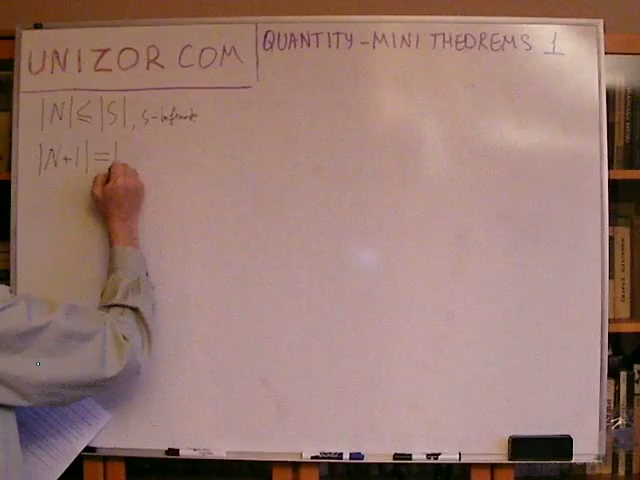 UNIZOR COM
QUANTITY - MINI THEOREMS 1
|N| ≤ |S|, S-infinite
|N+1| = |